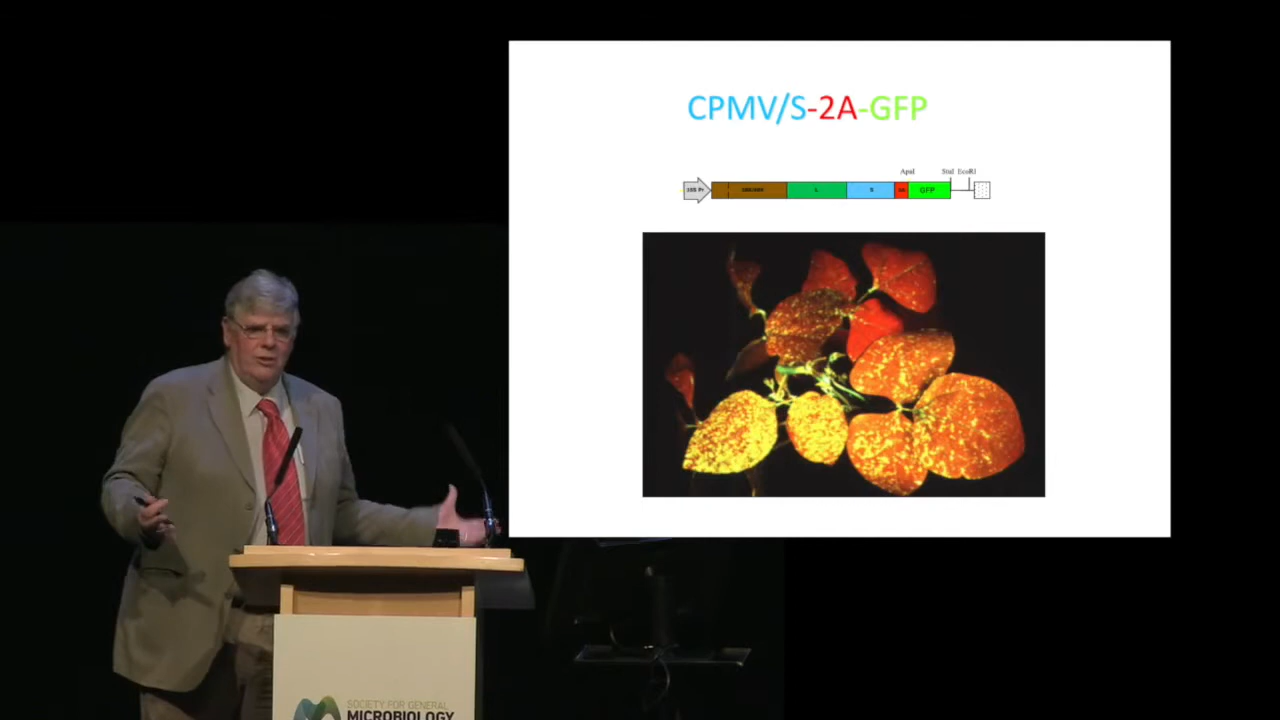 CPMV/S-2A-GFP
ApaI StuI EcoRI
35S Pr L S 2A GFP
SOCIETY FOR GENERAL
MICROBIOLOGY